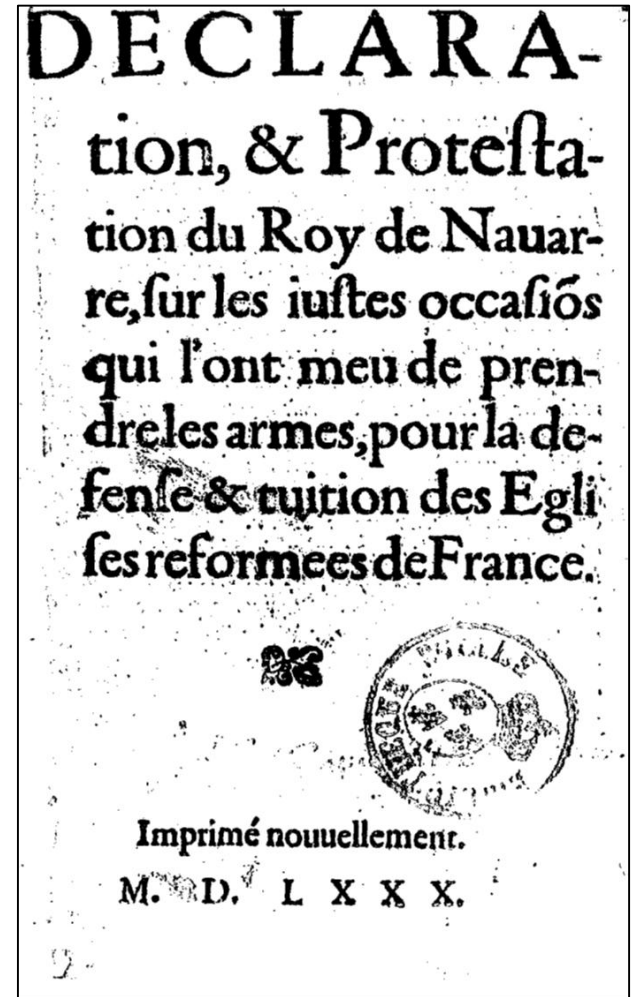 DECLARA-
tion, & Proteſta-
tion du Roy de Nauar-
re,ſur les iuſtes occaſiõs
qui l'ont meu de pren-
dre les armes,pour la de-
fenſe & tuition des Egli
ſes reformees de France.
Imprimé nouuellement.
M. D. L X X X.